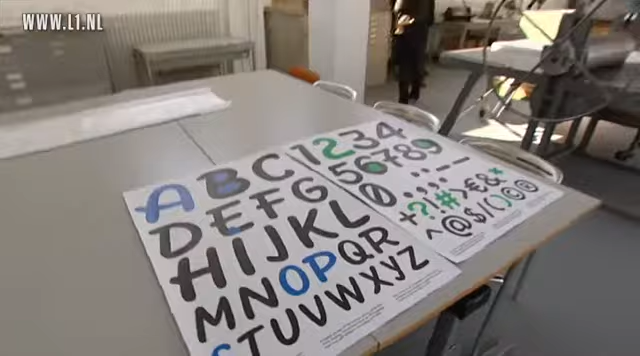 WWW.L1.NL
ABC
DEFG
HIJKL
MNOPQR
STUVWXYZ
1234
56789
0
+?!#>€&*
^@$/()©®